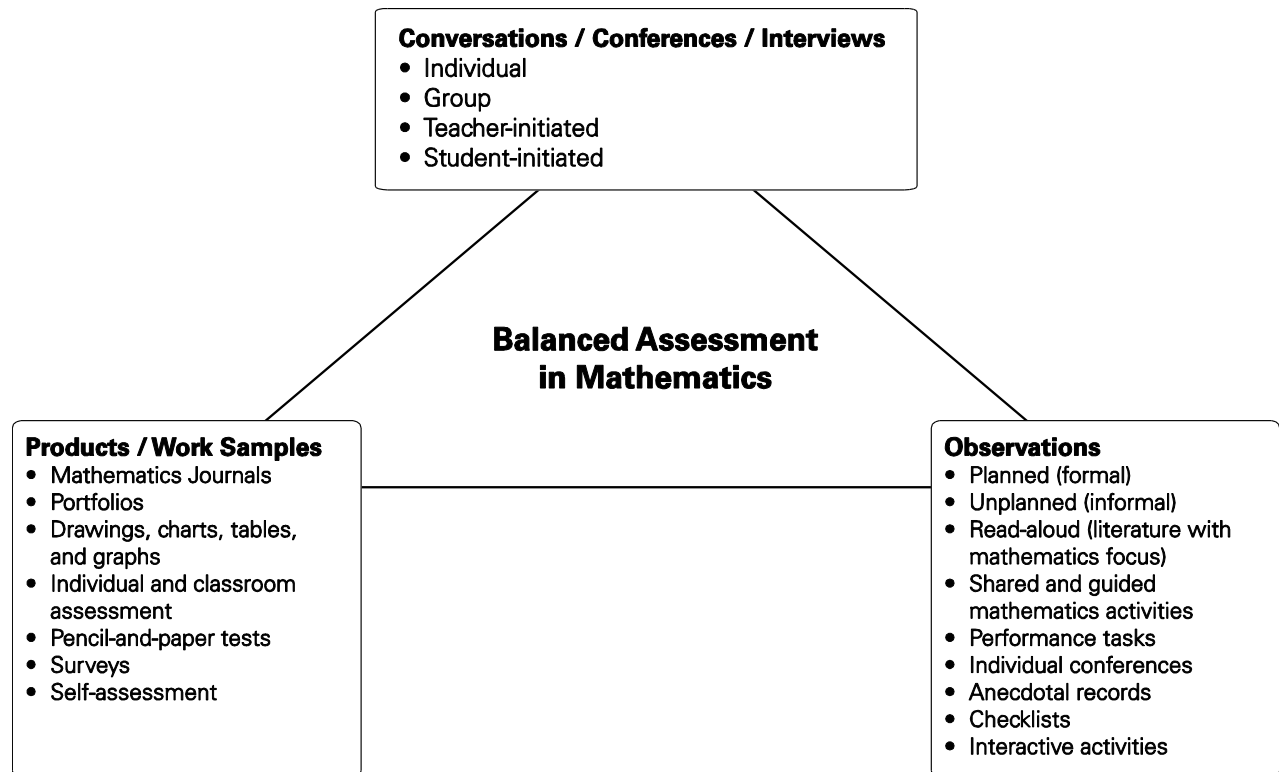 Conversations / Conferences / Interviews
• Individual
• Group
• Teacher-initiated
• Student-initiated
Balanced Assessment
in Mathematics
Products / Work Samples
• Mathematics Journals
• Portfolios
• Drawings, charts, tables,
and graphs
• Individual and classroom
assessment
• Pencil-and-paper tests
• Surveys
• Self-assessment
Observations
• Planned (formal)
• Unplanned (informal)
• Read-aloud (literature with
mathematics focus)
• Shared and guided
mathematics activities
• Performance tasks
• Individual conferences
• Anecdotal records
• Checklists
• Interactive activities